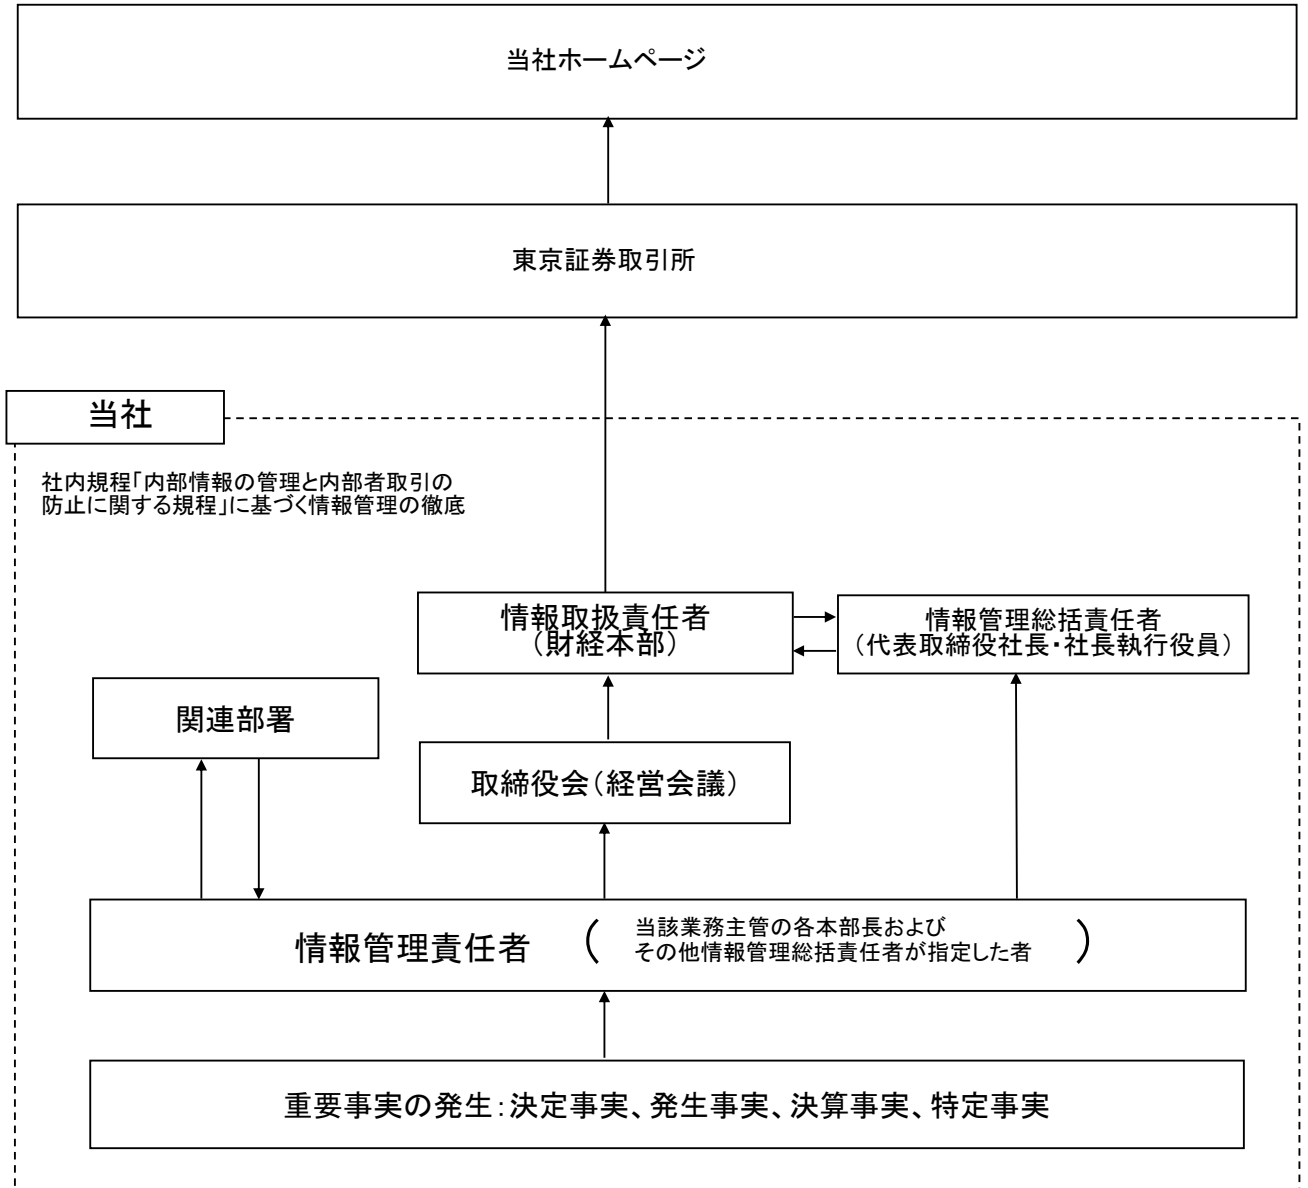 当社ホームページ
東京証券取引所
当社
社内規程「内部情報の管理と内部者取引の
防止に関する規程」に基づく情報管理の徹底
情報取扱責任者
（財経本部）
情報管理総括責任者
（代表取締役社長・社長執行役員）
関連部署
取締役会（経営会議）
情報管理責任者
（当該業務主管の各本部長および
その他情報管理総括責任者が指定した者）
重要事実の発生：決定事実、発生事実、決算事実、特定事実